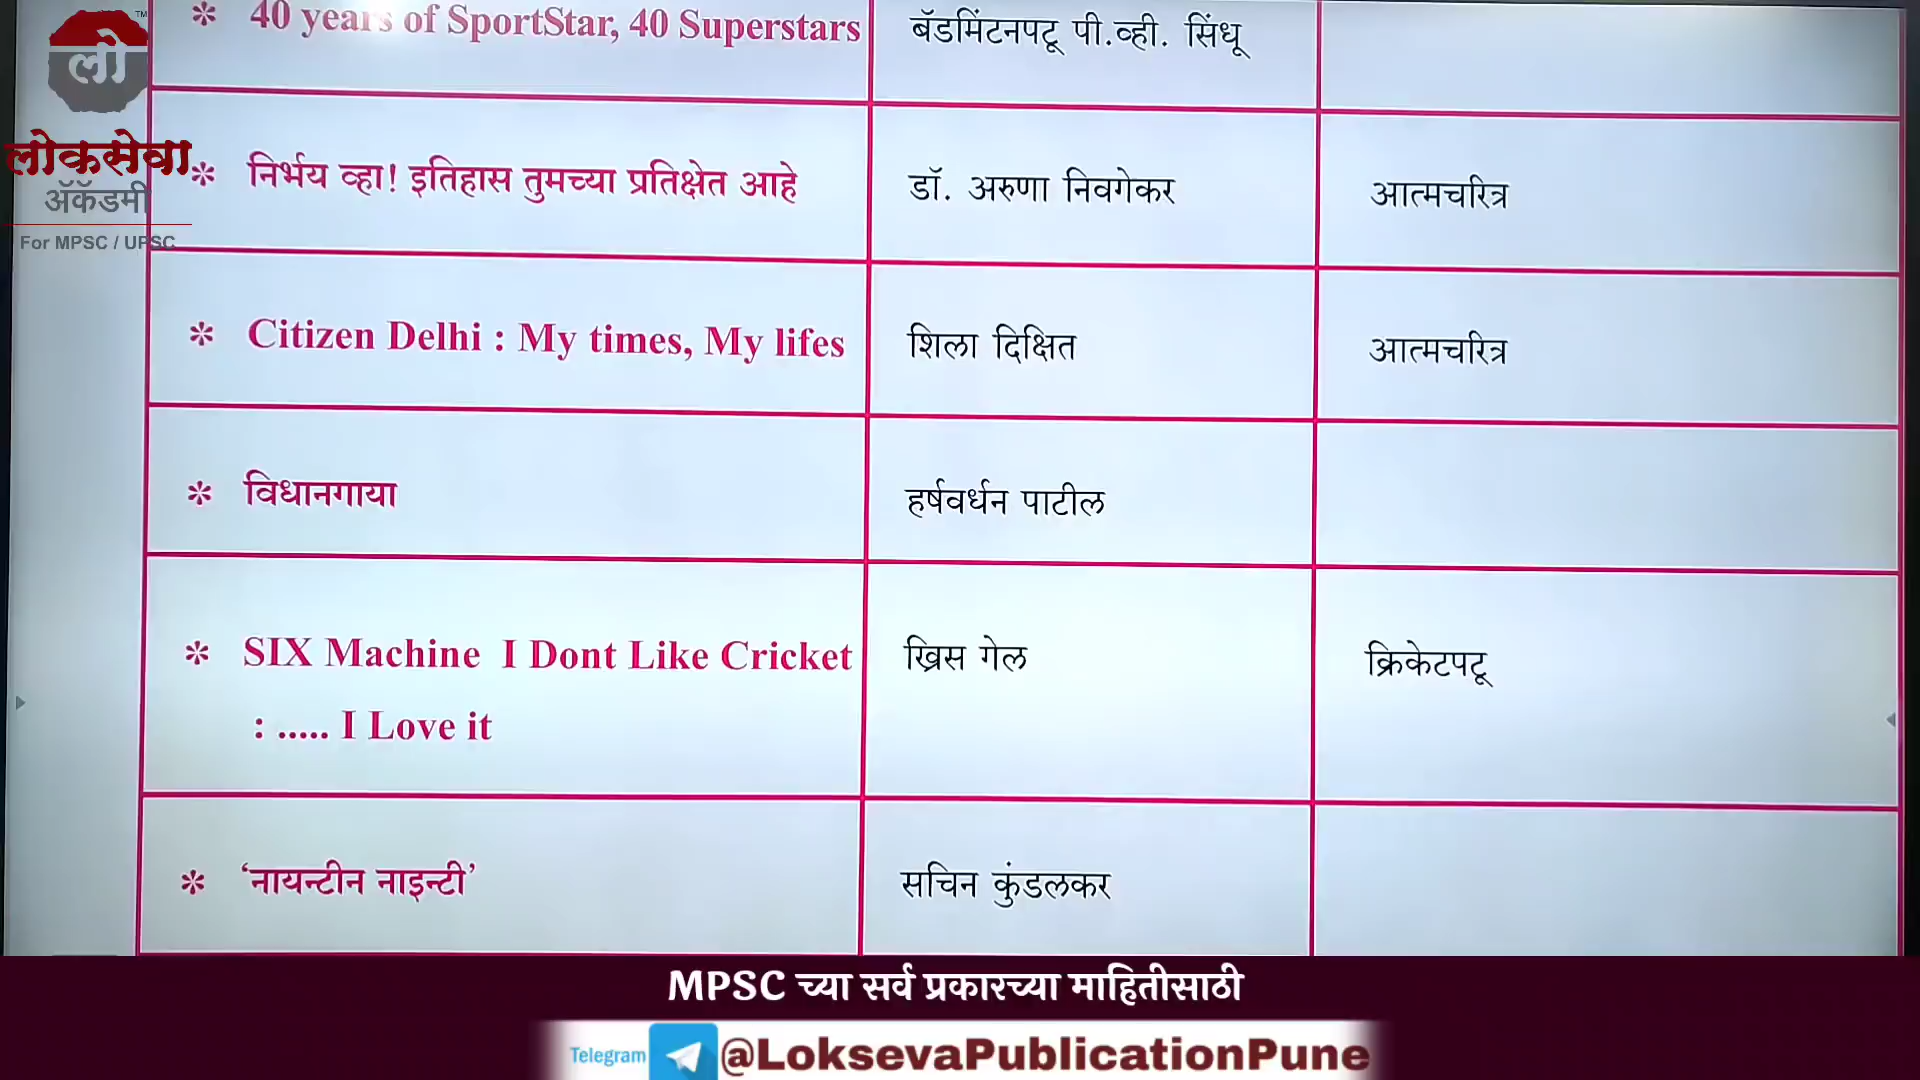 लो
TM
लोकसेवा
ॲकॅडमी
For MPSC / UPSC
* 40 years of SportStar, 40 Superstars बॅडमिंटनपटू पी.व्ही. सिंधू
* निर्भय व्हा! इतिहास तुमच्या प्रतिक्षेत आहे डॉ. अरुणा निवगेकर आत्मचरित्र
* Citizen Delhi : My times, My lifes शिला दिक्षित आत्मचरित्र
* विधानगाया हर्षवर्धन पाटील
* SIX Machine I Dont Like Cricket ख्रिस गेल क्रिकेटपटू
: ..... I Love it
* ‘नायन्टीन नाइन्टी’ सचिन कुंडलकर
MPSC च्या सर्व प्रकारच्या माहितीसाठी
Telegram @LoksevaPublicationPune